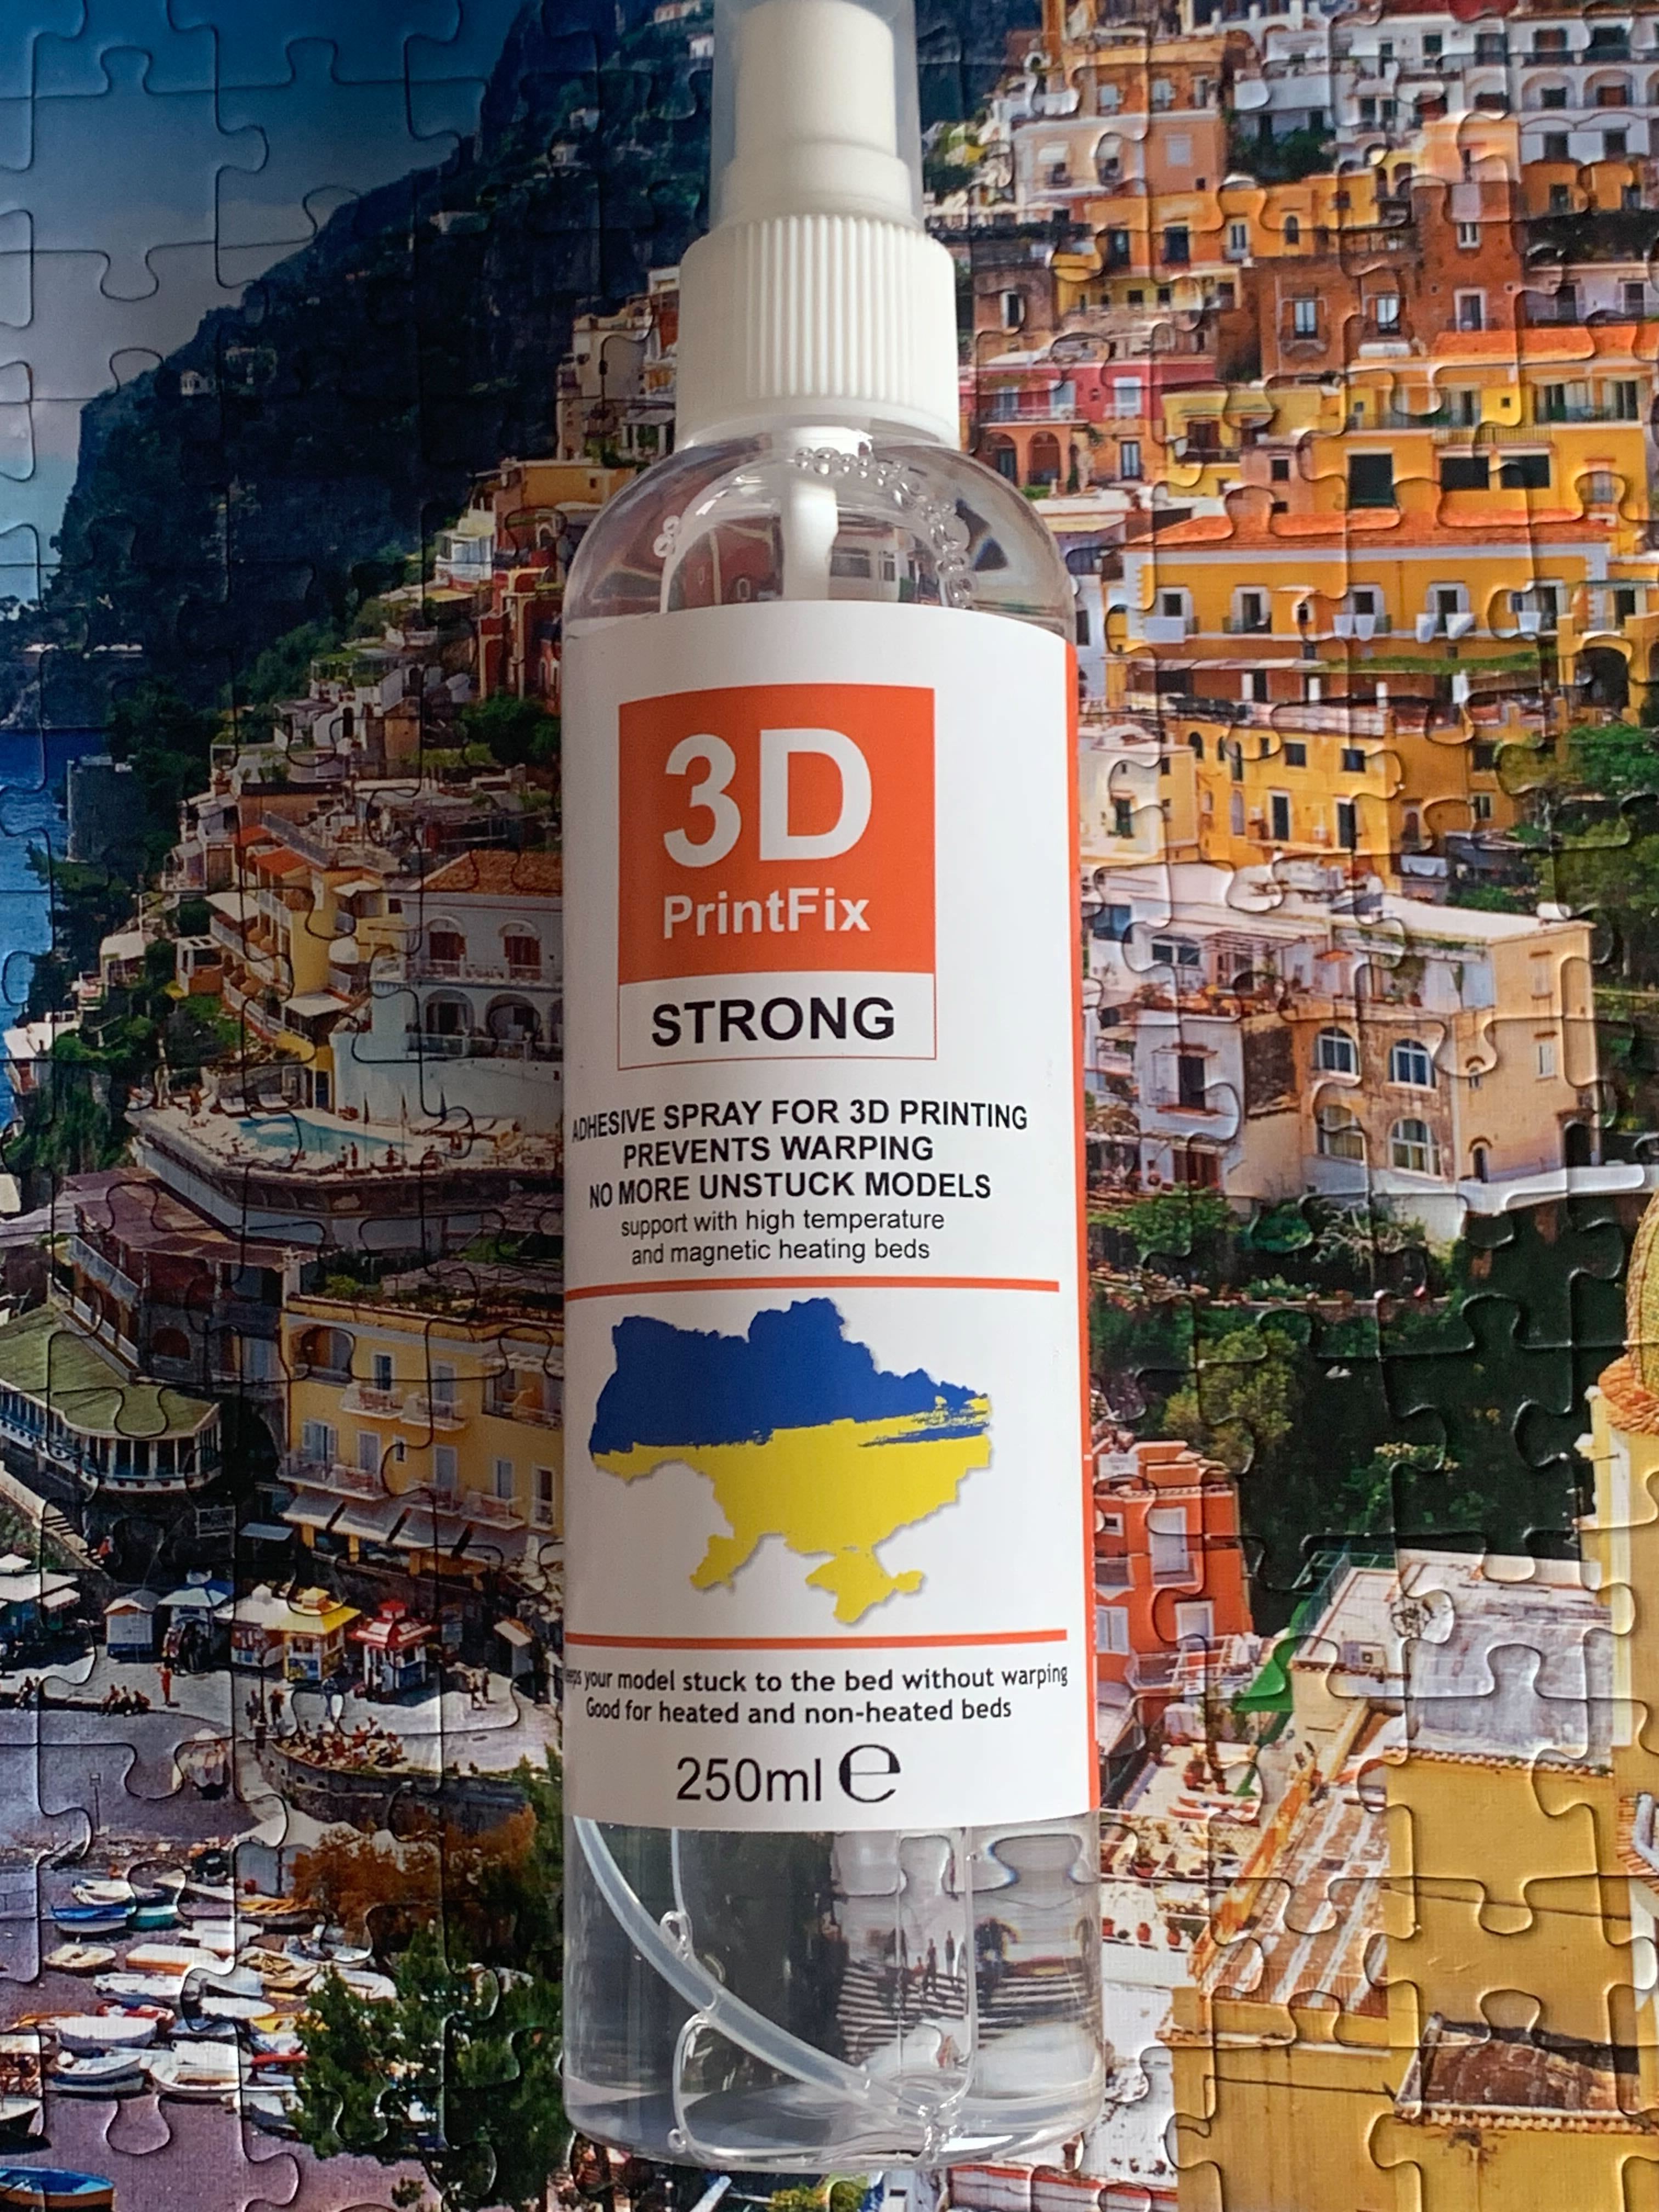 3D
PrintFix
STRONG
ADHESIVE SPRAY FOR 3D PRINTING
PREVENTS WARPING
NO MORE UNSTUCK MODELS
support with high temperature
and magnetic heating beds
your model stuck to the bed without warping
Good for heated and non-heated beds
250ml ℮